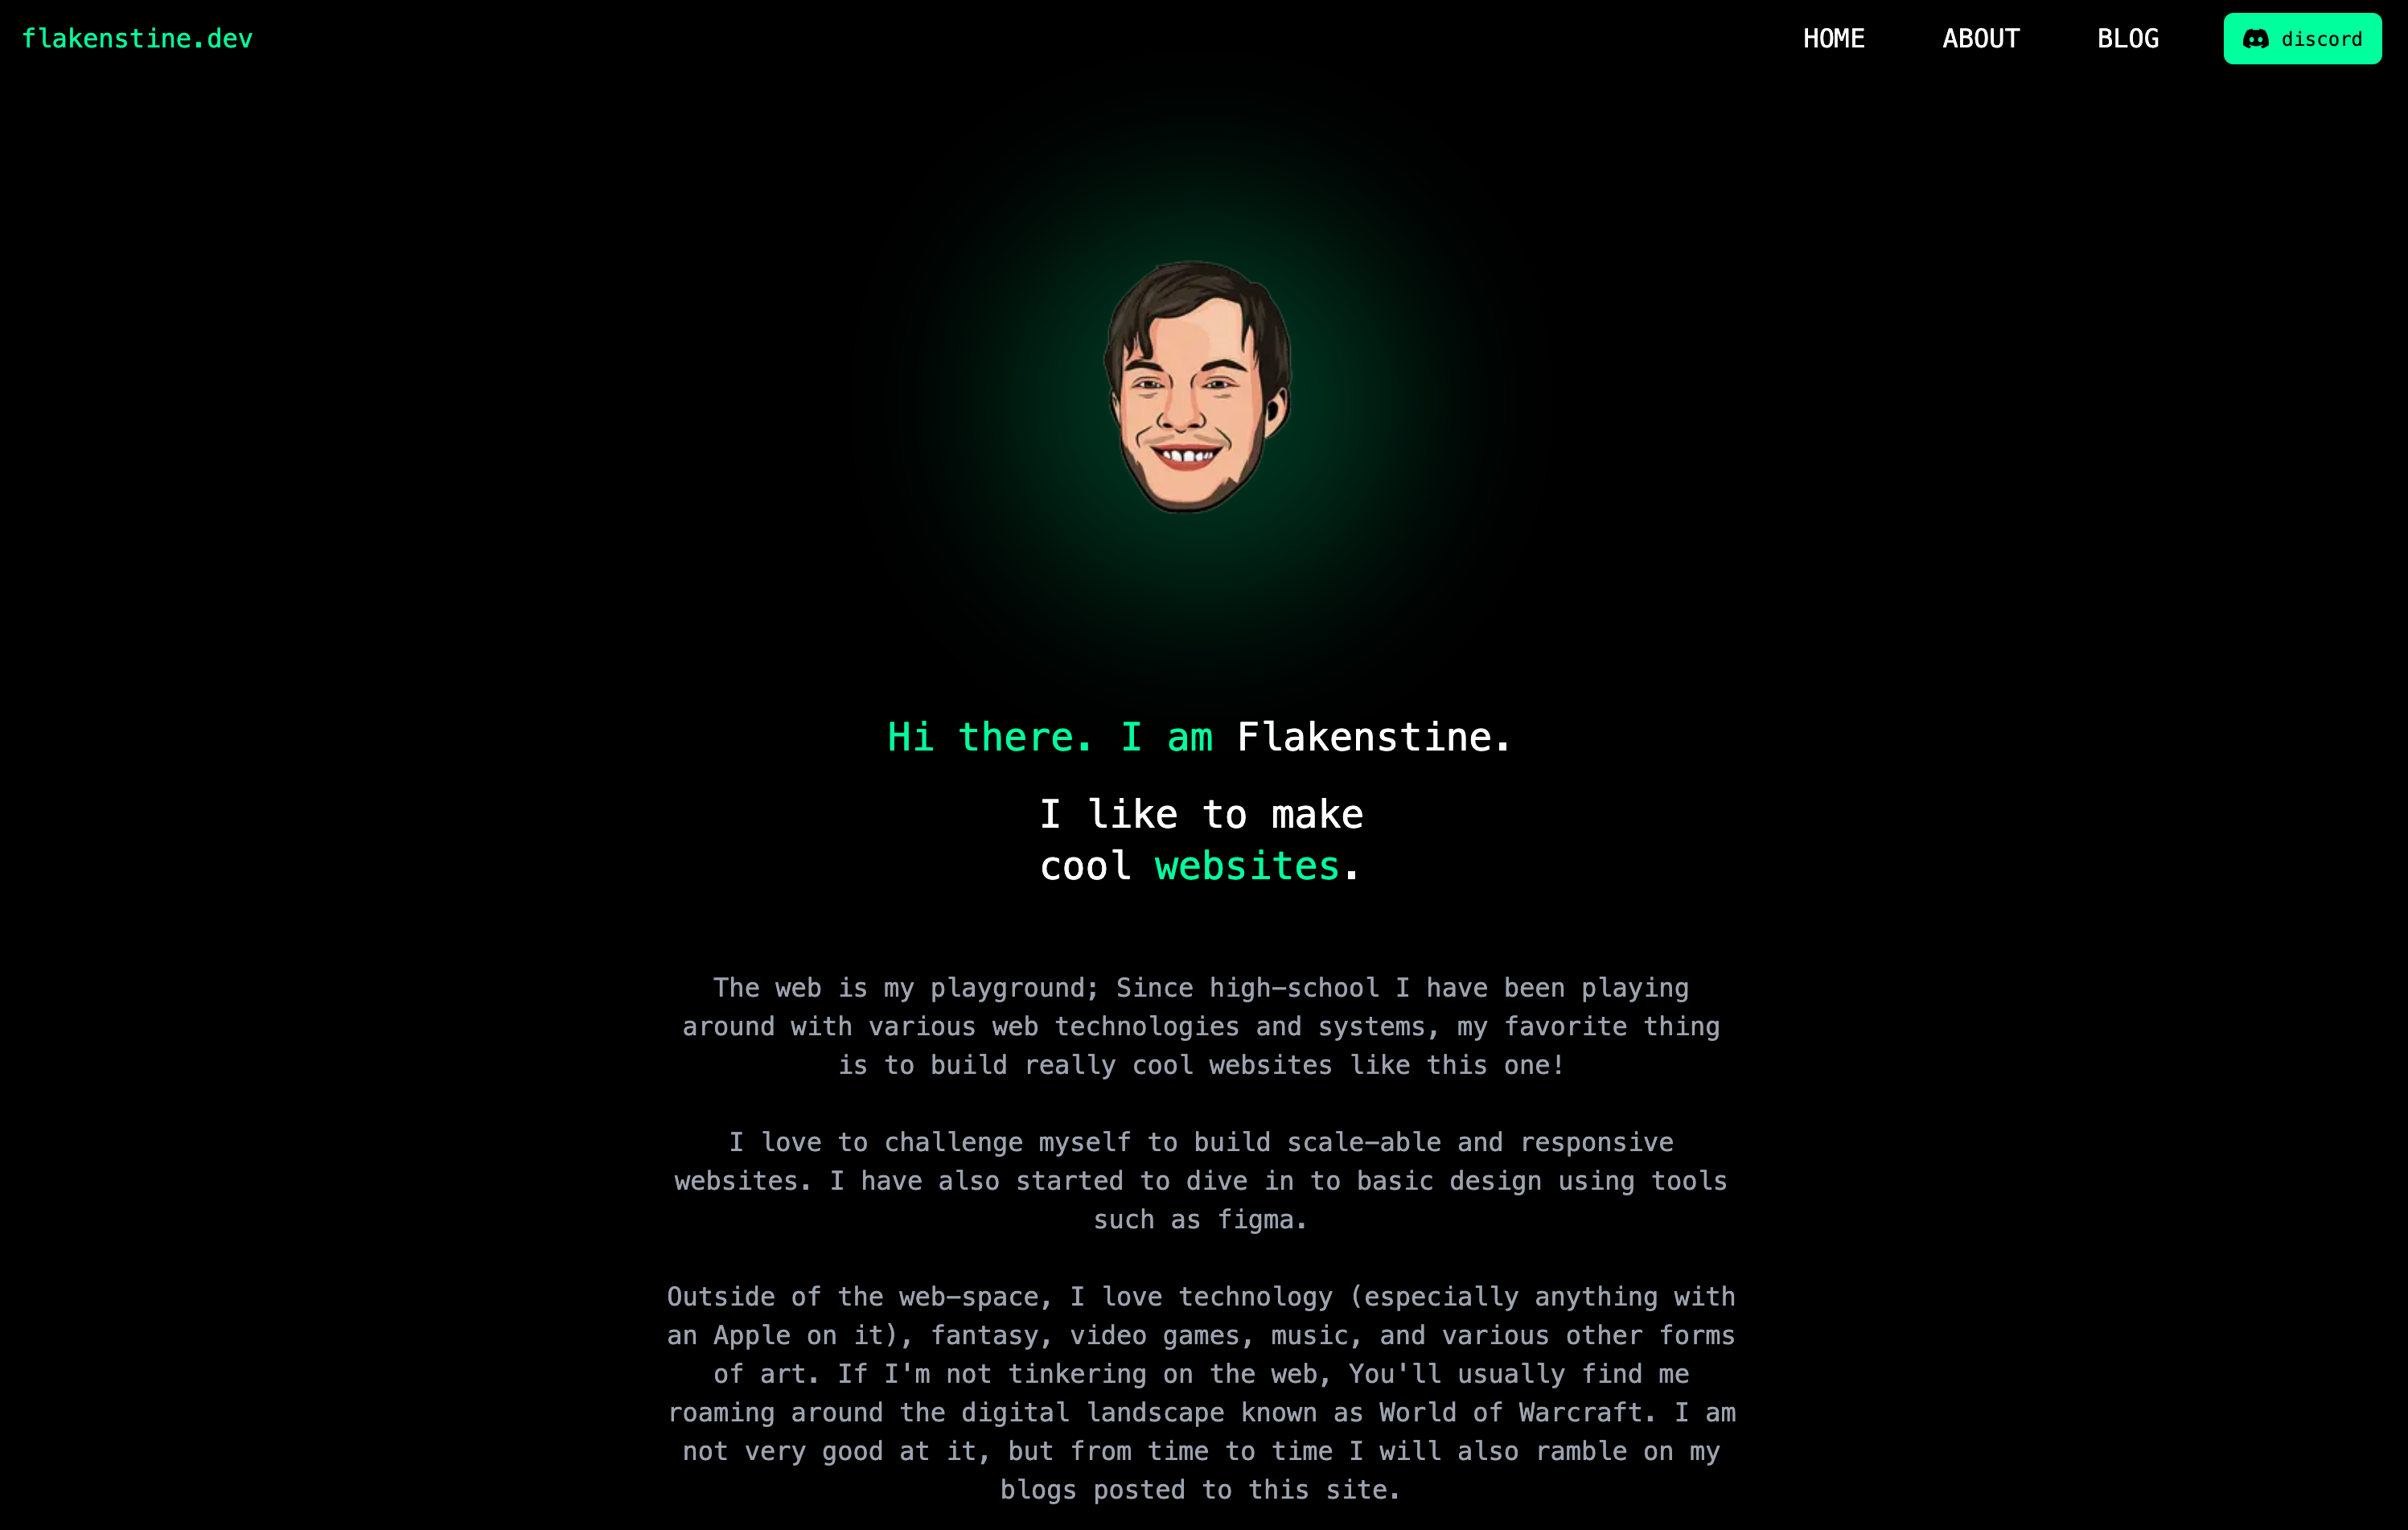 flakenstine.dev
HOME
ABOUT
BLOG
discord
Hi there. I am Flakenstine.
I like to make
cool websites.
The web is my playground; Since high-school I have been playing
around with various web technologies and systems, my favorite thing
is to build really cool websites like this one!
I love to challenge myself to build scale-able and responsive
websites. I have also started to dive in to basic design using tools
such as figma.
Outside of the web-space, I love technology (especially anything with
an Apple on it), fantasy, video games, music, and various other forms
of art. If I'm not tinkering on the web, You'll usually find me
roaming around the digital landscape known as World of Warcraft. I am
not very good at it, but from time to time I will also ramble on my
blogs posted to this site.